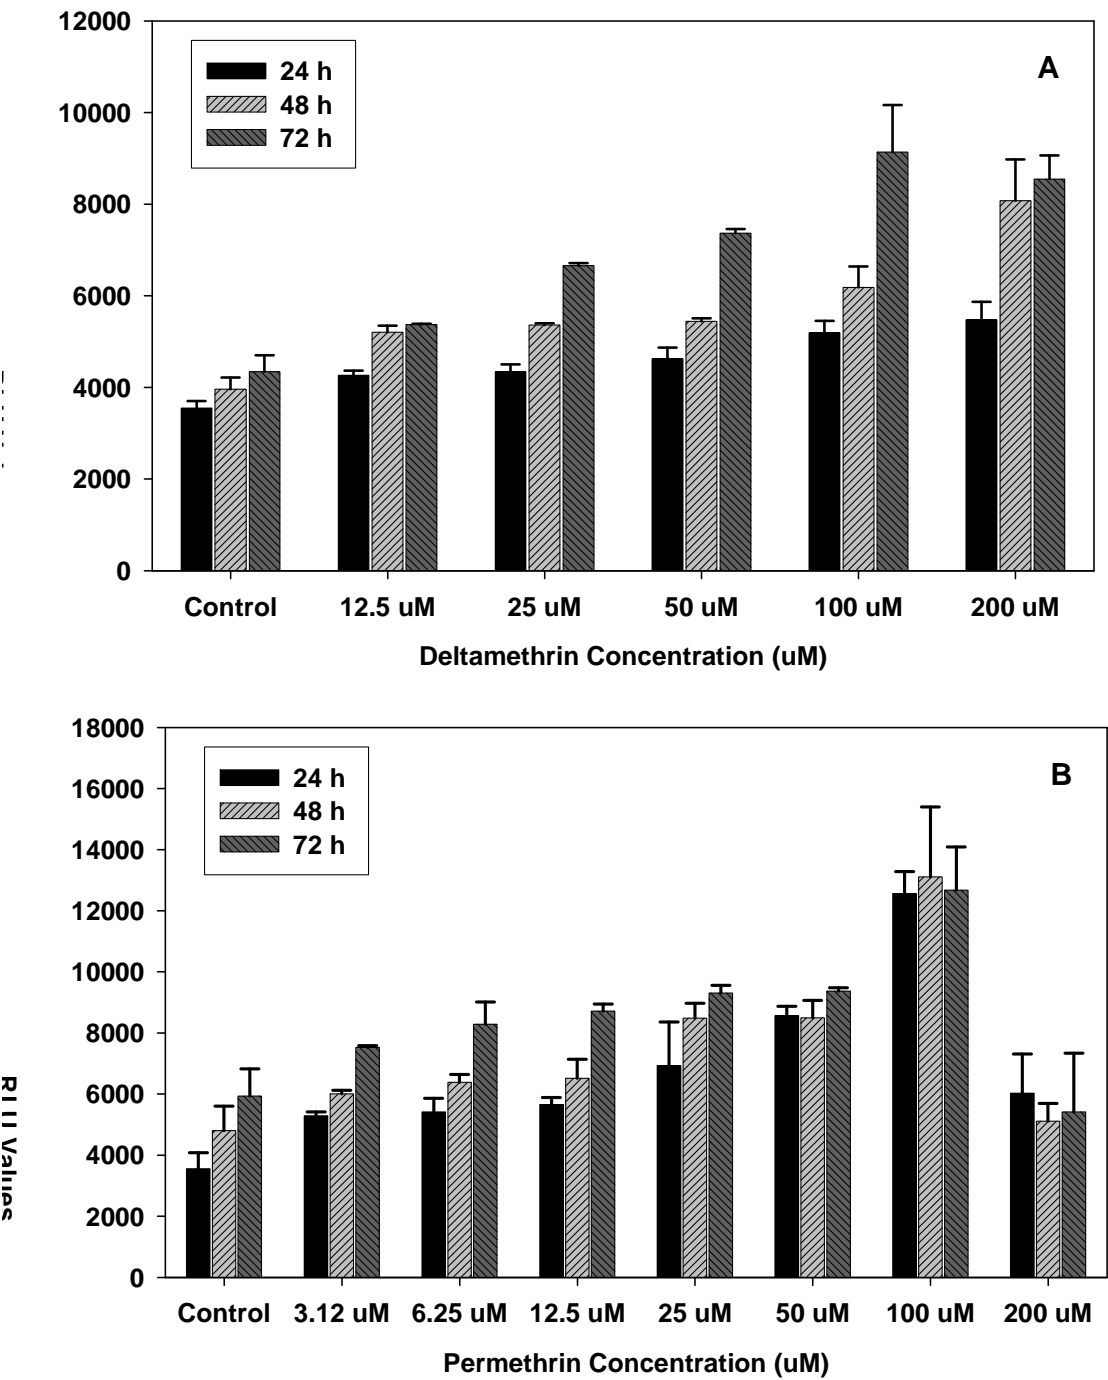 12000
10000
8000
6000
4000
2000
0
24 h
48 h
72 h
A
Control 12.5 uM 25 uM 50 uM 100 uM 200 uM
Deltamethrin Concentration (uM)
18000
16000
14000
12000
10000
8000
6000
4000
2000
0
24 h
48 h
72 h
B
RLU Values
Control 3.12 uM 6.25 uM 12.5 uM 25 uM 50 uM 100 uM 200 uM
Permethrin Concentration (uM)